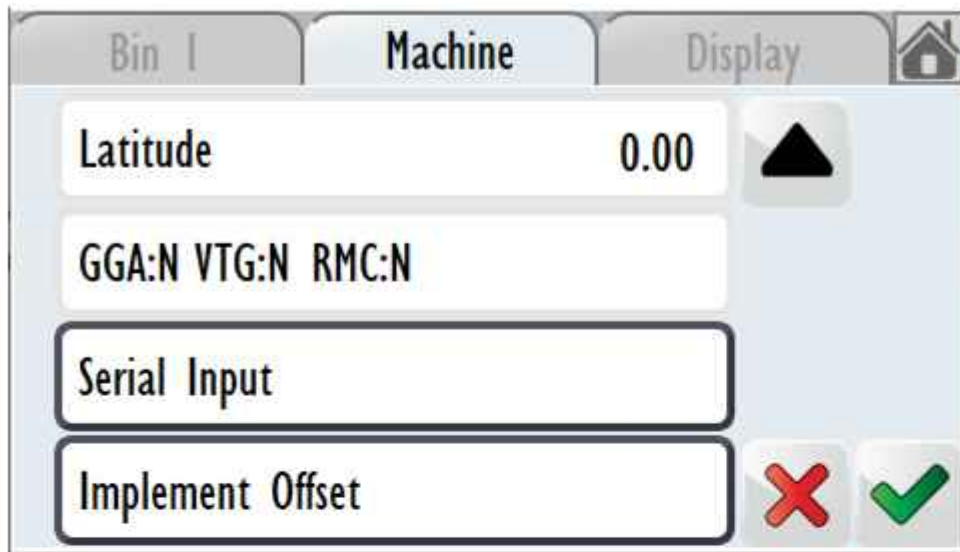 Bin 1 Machine Display
Latitude 0.00
GGA:N VTG:N RMC:N
Serial Input
Implement Offset